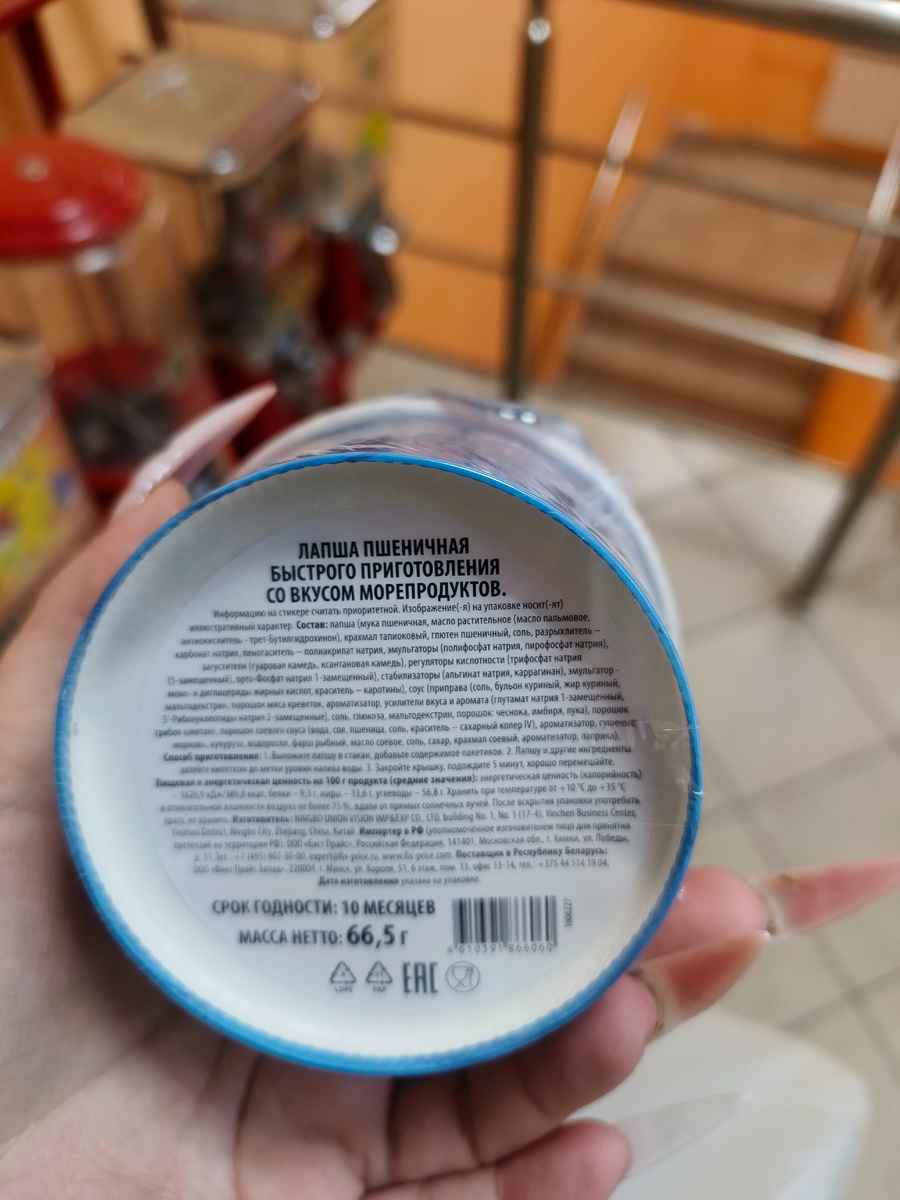 ЛАПША ПШЕНИЧНАЯ
БЫСТРОГО ПРИГОТОВЛЕНИЯ
СО ВКУСОМ МОРЕПРОДУКТОВ.
Информацию на стикере считать приоритетной. Изображение(-я) на упаковке носит(-ят)
иллюстративный характер. Состав: лапша (мука пшеничная, масло растительное (масло пальмовое,
антиокислитель - трет-Бутилгидрохинон), крахмал тапиоковый, глютен пшеничный, соль, разрыхлитель –
карбонат натрия, пеногаситель – полиакрилат натрия, эмульгаторы (полифосфат натрия, пирофосфат натрия),
загустители (гуаровая камедь, ксантановая камедь), регуляторы кислотности (трифосфат натрия
(5-замещенный), орто-Фосфат натрия 1-замещенный), стабилизаторы (альгинат натрия, каррагинан), эмульгатор -
моно- и диглицериды жирных кислот, краситель – каротины), соус (приправа (соль, бульон куриный, жир куриный,
мальтодекстрин, порошок мяса креветок, ароматизатор, усилители вкуса и аромата (глутамат натрия 1-замещенный,
5'-Рибонуклеотиды натрия 2-замещенные), соль, глюкоза, мальтодекстрин, порошок: чеснока, имбиря, лука), порошок
грибов шиитаке, порошок соевого соуса (вода, соя, пшеница, соль, краситель – сахарный колер IV), ароматизатор, сушеные:
морковь, кукуруза, водоросли, фарш рыбный, масло соевое, соль, сахар, крахмал соевый, ароматизатор, паприка).
Способ приготовления: 1. Выложите лапшу в стакан, добавьте содержимое пакетиков. 2. Лапшу и другие ингредиенты
залейте кипятком до метки уровня налива воды. 3. Закройте крышку, подождите 5 минут, хорошо перемешайте.
Пищевая и энергетическая ценность на 100 г продукта (средние значения): энергетическая ценность (калорийность)
– 1626,5 кДж/386,8 ккал, белки – 9,3 г, жиры – 13,6 г, углеводы – 56,8 г. Хранить при температуре от +10 °С до +35 °С
и относительной влажности воздуха не более 75 %, вдали от прямых солнечных лучей. После вскрытия упаковки употребить
сразу, не хранить. Изготовитель: NINGBO UNION VISION IMP&EXP CO., LTD, building No. 1, No. 1 (17-4), Yinchen Business Center,
Yinzhou District, Ningbo City, Zhejiang, China, Китай. Импортер в РФ (уполномоченное изготовителем лицо для принятия
претензий на территории РФ): ООО «Бэст Прайс», Российская Федерация, 141401, Московская обл., г. Химки, ул. Победы,
д. 11. Тел.: +7 (495) 902-50-00, expert@fix-price.ru, www.fix-price.com. Поставщик в Республику Беларусь:
ООО «Фикс Прайс Запад», 220004, г. Минск, ул. Короля, 51, 6 этаж, пом. 13, офис 13-14, тел.: +375 44 514 19 04.
Дата изготовления указана на упаковке.
СРОК ГОДНОСТИ: 10 МЕСЯЦЕВ
МАССА НЕТТО: 66,5 г
4 610391 866060
1606227
PAP
EAC